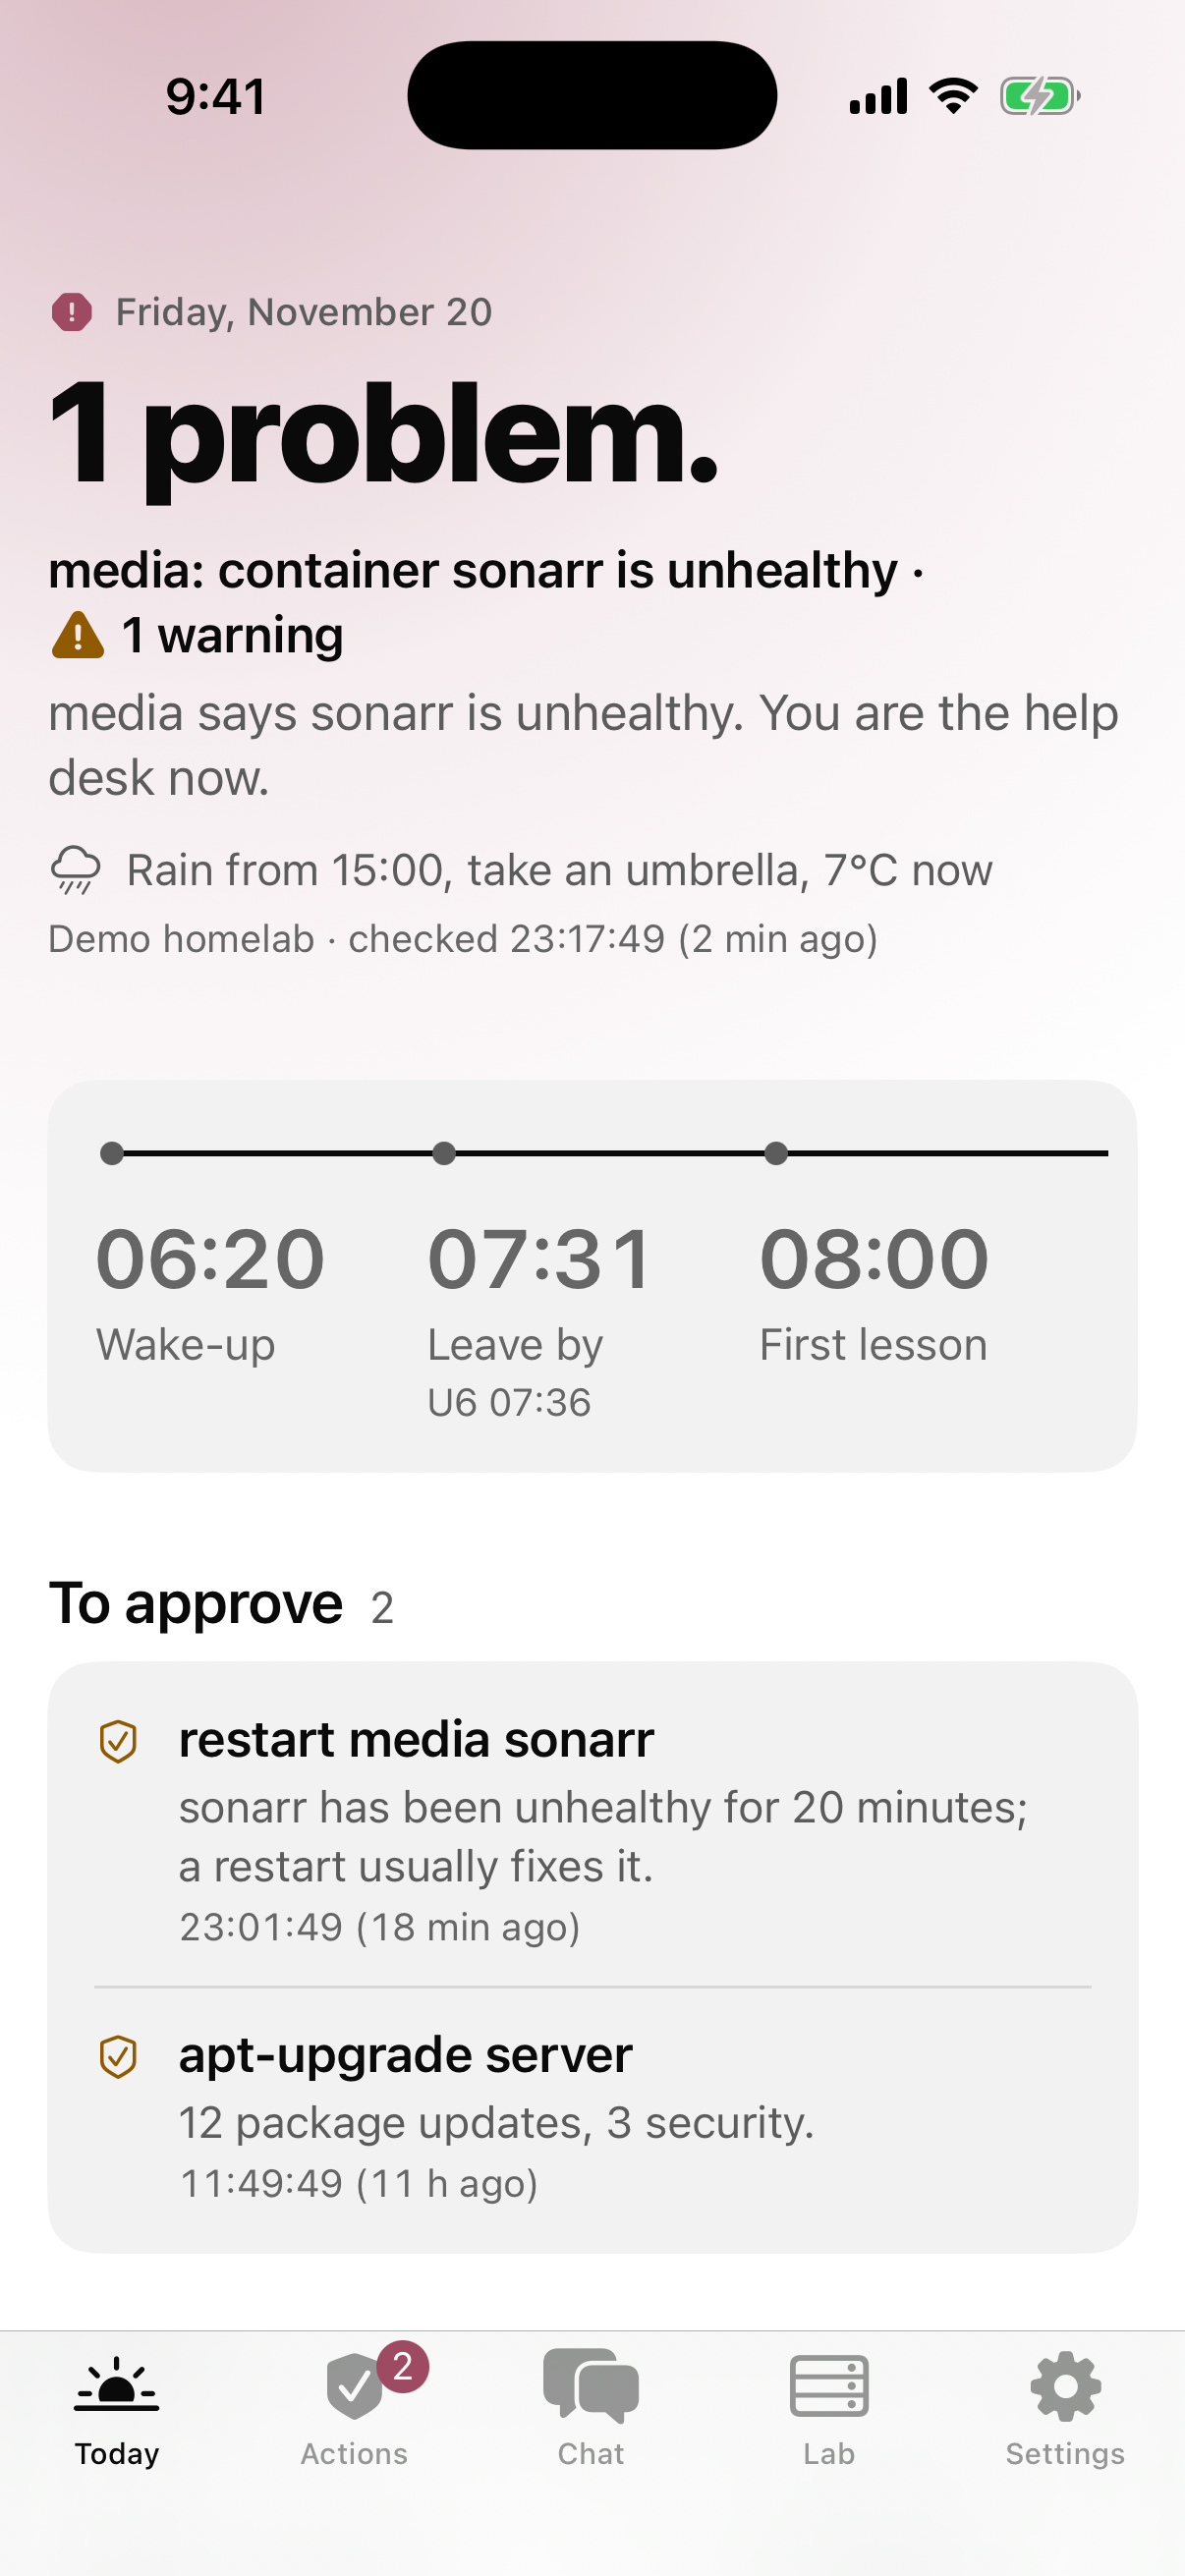 9:41
Friday, November 20
1 problem.
media: container sonarr is unhealthy ·
1 warning
media says sonarr is unhealthy. You are the help
desk now.
Rain from 15:00, take an umbrella, 7°C now
Demo homelab · checked 23:17:49 (2 min ago)
06:20 07:31 08:00
Wake-up Leave by First lesson
U6 07:36
To approve 2
restart media sonarr
sonarr has been unhealthy for 20 minutes;
a restart usually fixes it.
23:01:49 (18 min ago)
apt-upgrade server
12 package updates, 3 security.
11:49:49 (11 h ago)
2
Today Actions Chat Lab Settings